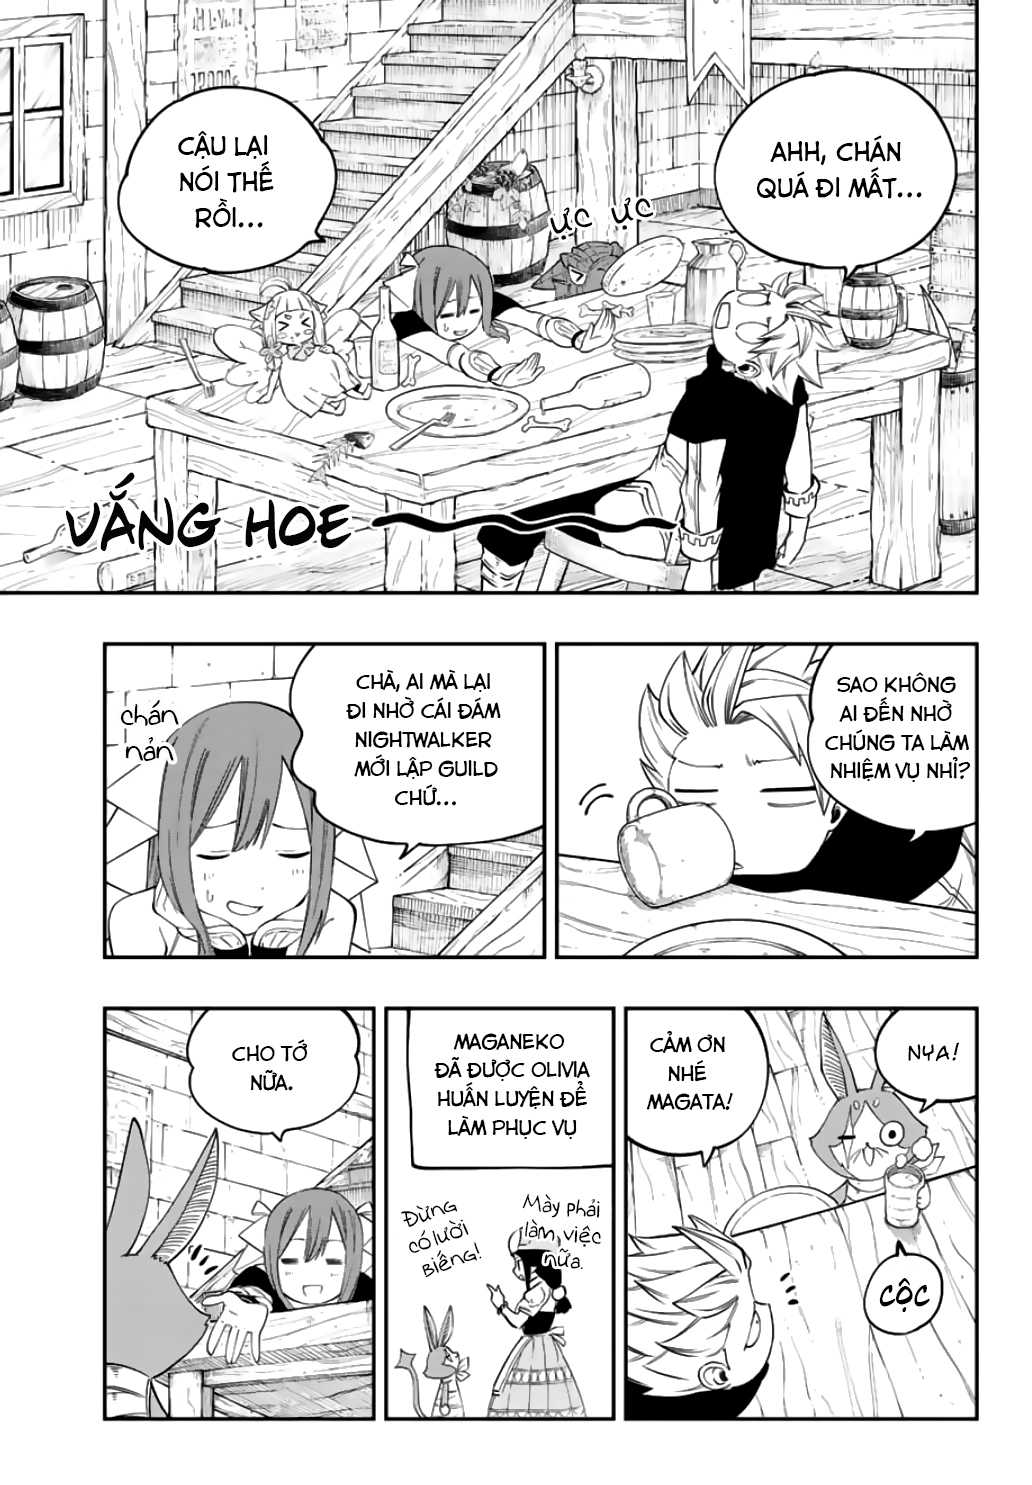 AHH, CHÁN
QUÁ ĐI MẤT...
CẬU LẠI
NÓI THẾ
RỒI...
ỰC ỰC
VẮNG HOE
SAO KHÔNG
AI ĐẾN NHỜ
CHÚNG TA LÀM
NHIỆM VỤ NHỈ?
CHÀ, AI MÀ LẠI
ĐI NHỜ CÁI ĐÁM
NIGHTWALKER
MỚI LẬP GUILD
CHỨ...
chán
nản
NYA!
CẢM ƠN
NHÉ
MAGATA!
CỘC
MAGANEKO
ĐÃ ĐƯỢC OLIVIA
HUẤN LUYỆN ĐỂ
LÀM PHỤC VỤ
Mày phải
làm việc
nữa.
Đừng
có lười
biếng!
CHO TỚ
NỮA.